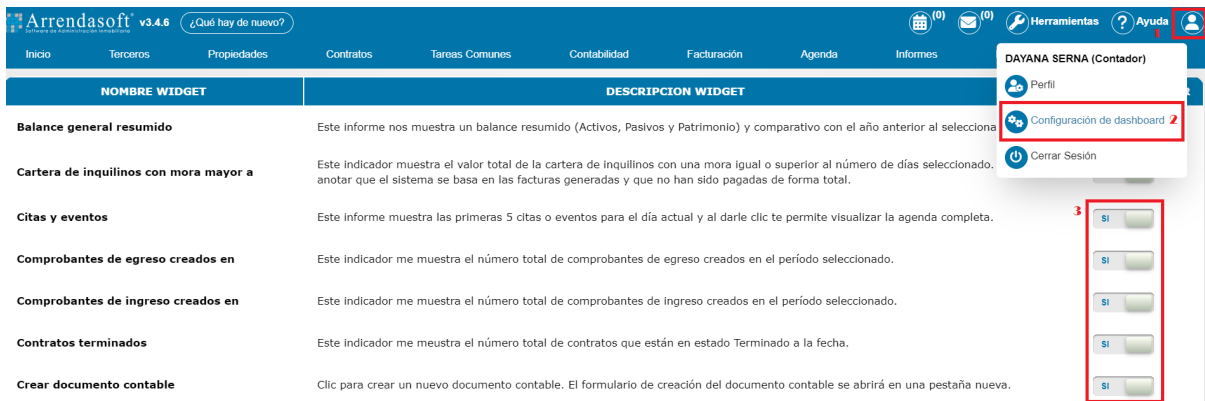 Arrendasoft v3.4.6 ¿Qué hay de nuevo? (0) (0) Herramientas ? Ayuda
Software de Administración Inmobiliaria
1
Inicio Terceros Propiedades Contratos Tareas Comunes Contabilidad Facturación Agenda Informes
DAYANA SERNA (Contador)
Perfil
Configuración de dashboard 2
Cerrar Sesión
NOMBRE WIDGET DESCRIPCION WIDGET
Balance general resumido Este informe nos muestra un balance resumido (Activos, Pasivos y Patrimonio) y comparativo con el año anterior al selecciona
Cartera de inquilinos con mora mayor a Este indicador muestra el valor total de la cartera de inquilinos con una mora igual o superior al número de días seleccionado.
anotar que el sistema se basa en las facturas generadas y que no han sido pagadas de forma total.
Citas y eventos Este informe muestra las primeras 5 citas o eventos para el día actual y al darle clic te permite visualizar la agenda completa. 3 SI
Comprobantes de egreso creados en Este indicador me muestra el número total de comprobantes de egreso creados en el período seleccionado. SI
Comprobantes de ingreso creados en Este indicador me muestra el número total de comprobantes de ingreso creados en el período seleccionado. SI
Contratos terminados Este indicador me meustra el número total de contratos que están en estado Terminado a la fecha. SI
Crear documento contable Clic para crear un nuevo documento contable. El formulario de creación del documento contable se abrirá en una pestaña nueva. SI